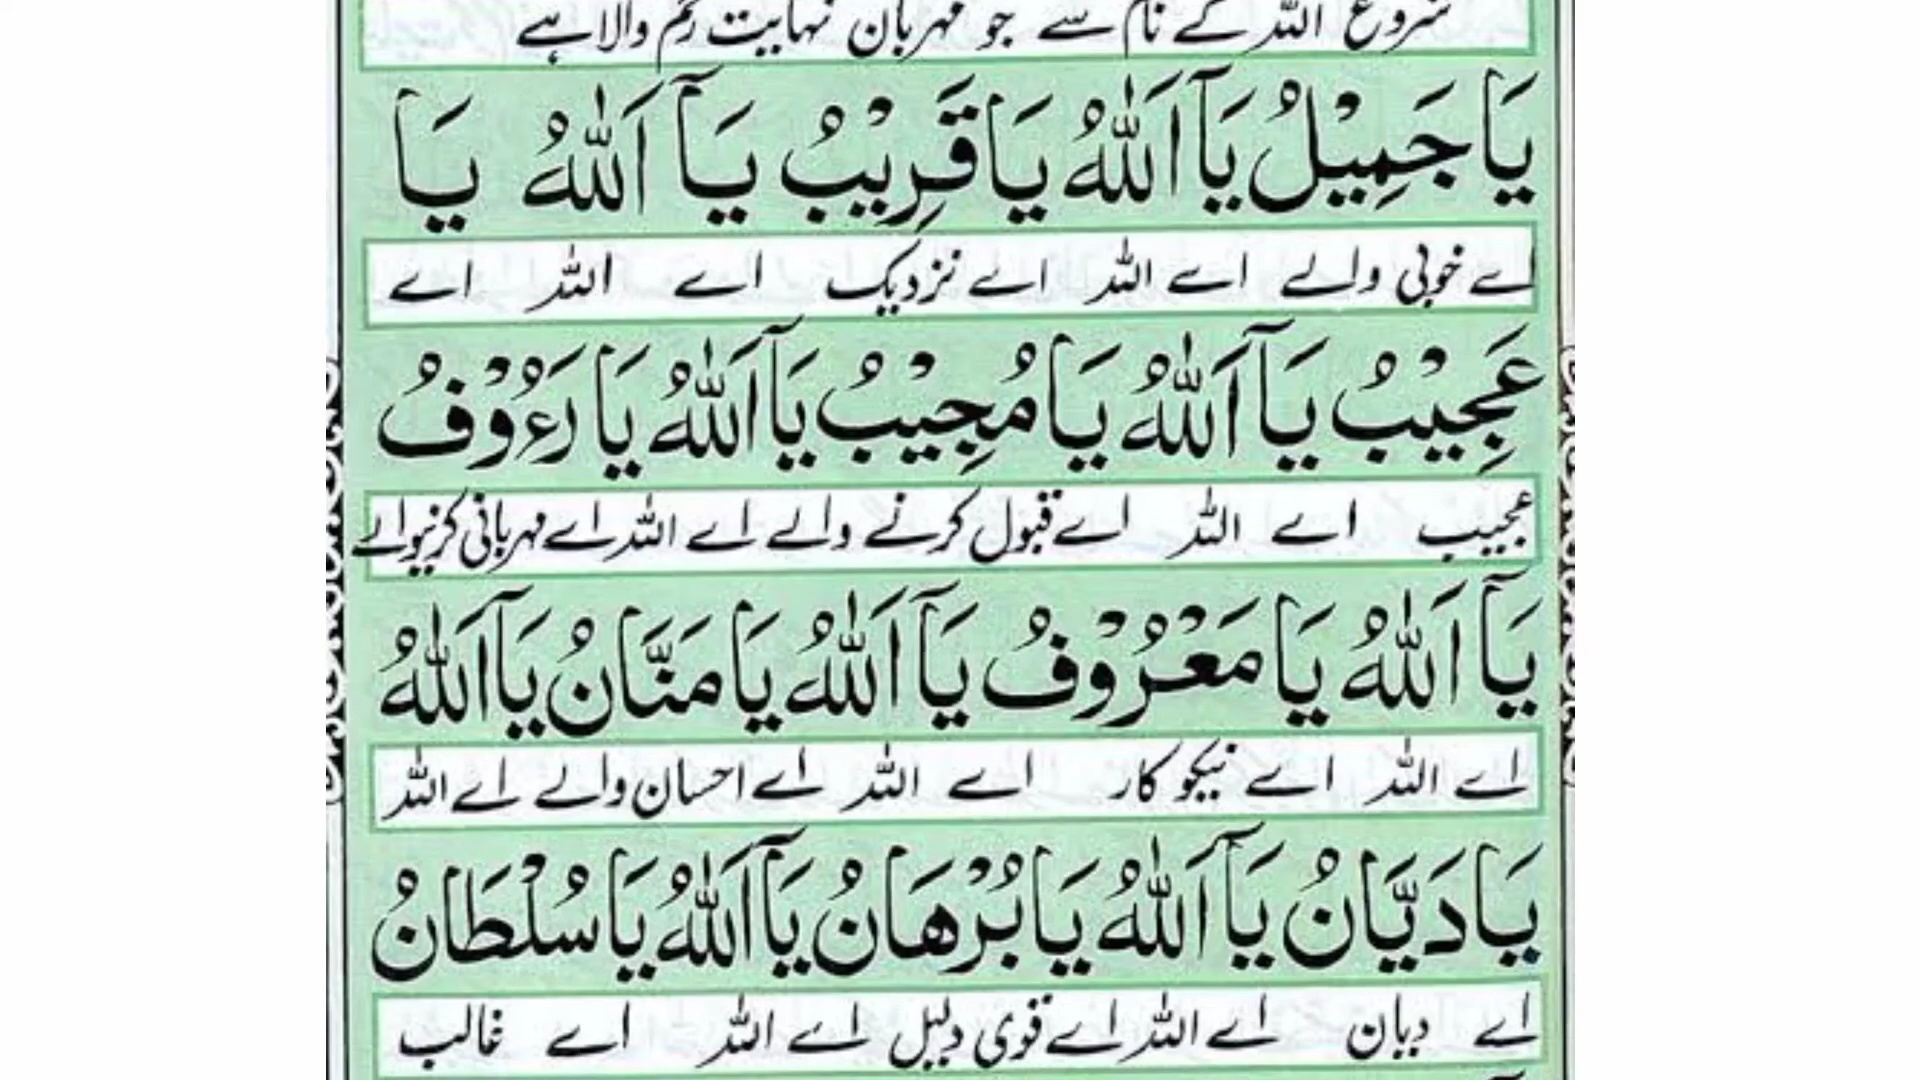 شروع اللہ کے نام سے جو مہربان نہایت رحم والا ہے
يَا جَمِيْلُ يَآ اَللّٰهُ يَا قَرِيْبُ يَآ اَللّٰهُ يَا
اے خوبی والے اے اللہ اے نزدیک اے اللہ اے
عَجِيْبُ يَآ اَللّٰهُ يَا مُجِيْبُ يَآ اَللّٰهُ يَا رَءُوْفُ
عجیب اے اللہ اے قبول کرنے والے اے اللہ اے مہربانی کرنیوالے
يَآ اَللّٰهُ يَا مَعْرُوْفُ يَآ اَللّٰهُ يَا مَنَّانُ يَآ اَللّٰهُ
اے اللہ اے نیکو کار اے اللہ اے احسان والے اے اللہ
يَا دَيَّانُ يَآ اَللّٰهُ يَا بُرْهَانُ يَآ اَللّٰهُ يَا سُلْطَانُ
اے دیان اے اللہ اے قوی دلیل اے اللہ اے غالب